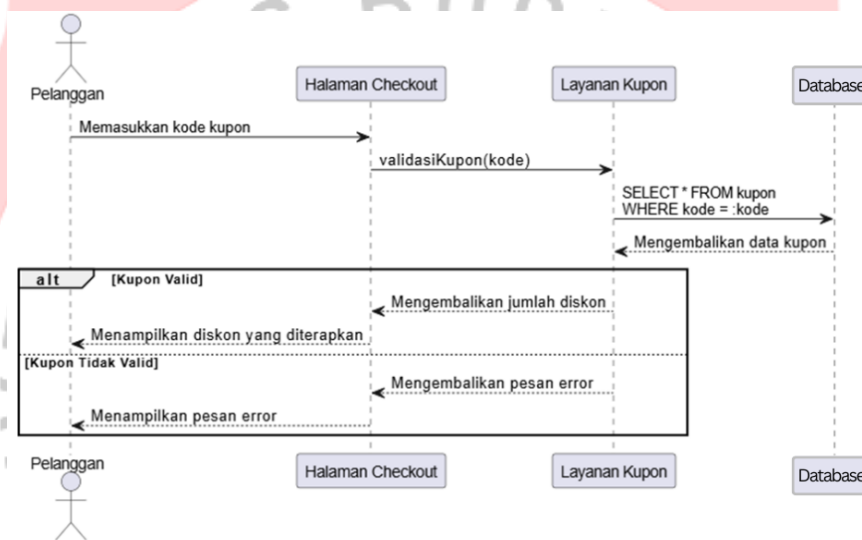 Pelanggan
Halaman Checkout
Layanan Kupon
Database
Memasukkan kode kupon
validasiKupon(kode)
SELECT * FROM kupon
WHERE kode = :kode
Mengembalikan data kupon
alt
[Kupon Valid]
Mengembalikan jumlah diskon
Menampilkan diskon yang diterapkan
[Kupon Tidak Valid]
Mengembalikan pesan error
Menampilkan pesan error
Pelanggan
Halaman Checkout
Layanan Kupon
Database